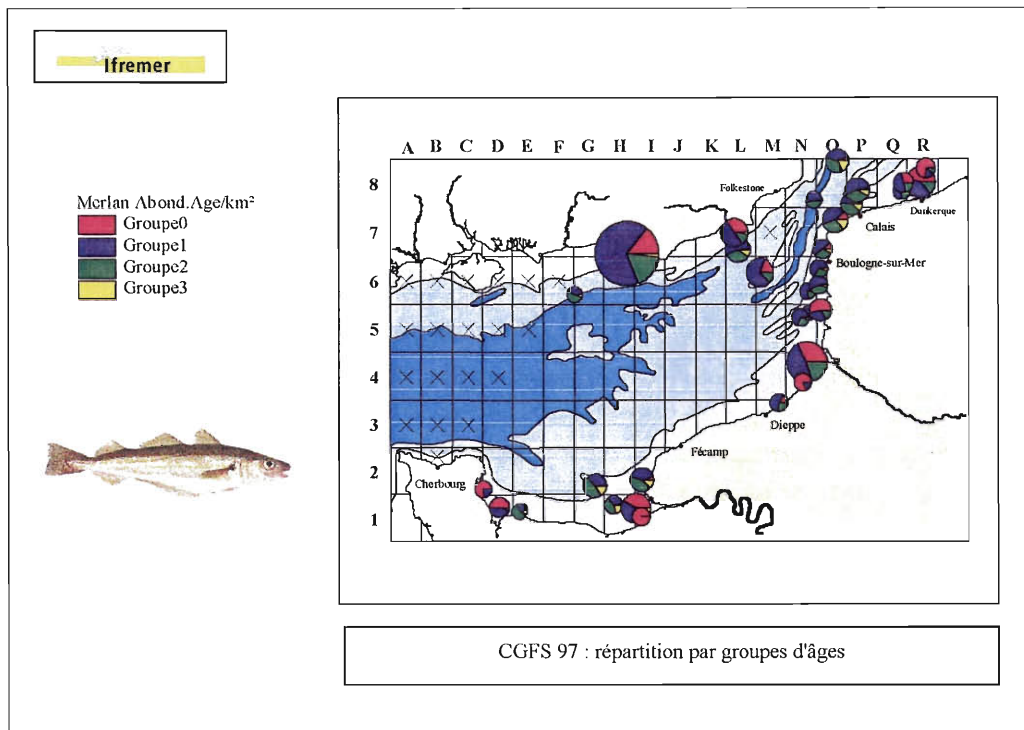 Ifremer
A B C D E F G H I J K L M N O P Q R
Merlan Abond.Age/km²
Groupe0
Groupe1
Groupe2
Groupe3
8
7
6
5
4
3
2
1
Folkestone
Dunkerque
Calais
Boulogne-sur-Mer
Dieppe
Fécamp
Cherbourg
CGFS 97 : répartition par groupes d'âges